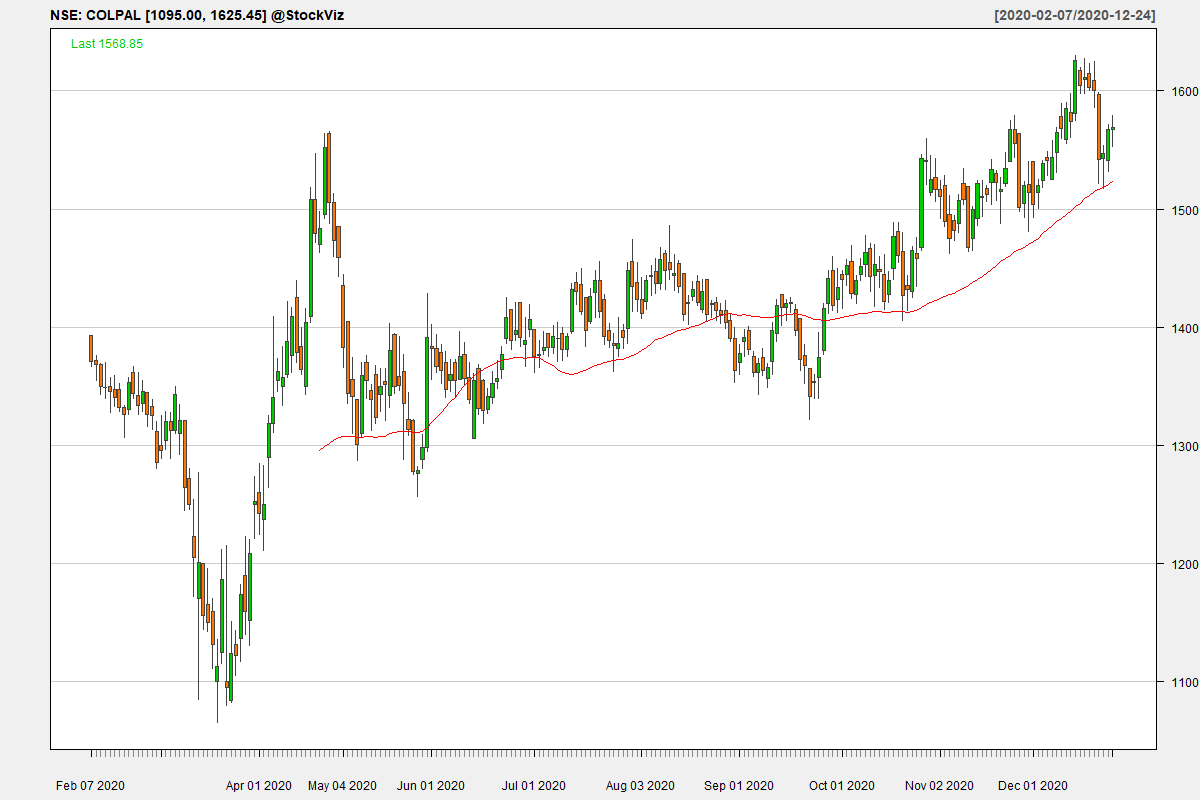 NSE: COLPAL [1095.00, 1625.45] @StockViz [2020-02-07/2020-12-24]
Last 1568.85
1600
1500
1400
1300
1200
1100
Feb 07 2020 Apr 01 2020 May 04 2020 Jun 01 2020 Jul 01 2020 Aug 03 2020 Sep 01 2020 Oct 01 2020 Nov 02 2020 Dec 01 2020